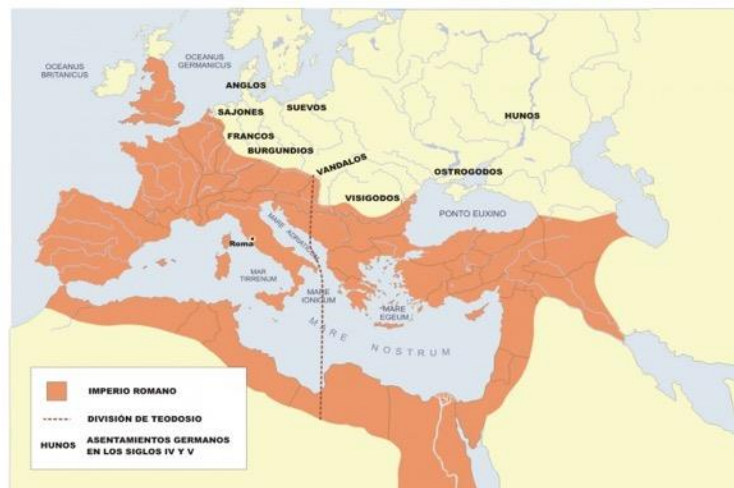 OCEANUS
BRITANICUS
OCEANUS
GERMANICUS
ANGLOS
SUEVOS
SAJONES
HUNOS
FRANCOS
BURGUNDIOS
VANDALOS
OSTROGODOS
VISIGODOS
PONTO EUXINO
Roma
MARE ADRIATICUM
MAR
TIRRENUM
MARE
IONICUM
MARE
EGEUM
MARE NOSTRUM
IMPERIO ROMANO
DIVISIÓN DE TEODOSIO
HUNOS ASENTAMIENTOS GERMANOS
EN LOS SIGLOS IV Y V